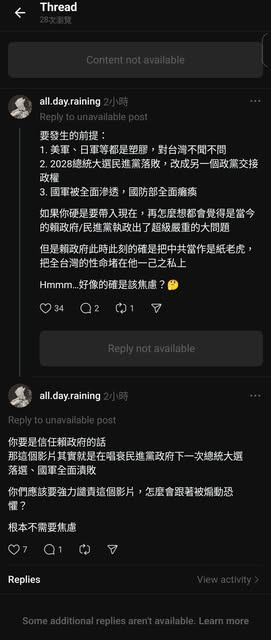 Thread
28次瀏覽
Content not available
all.day.raining 2小時
Reply to unavailable post
要發生的前提：
1. 美軍、日軍等都是塑膠，對台灣不聞不問
2. 2028總統大選民進黨落敗，改成另一個政黨交接
政權
3. 國軍被全面滲透，國防部全面癱瘓
如果你硬是要帶入現在，再怎麼想都會覺得是當今
的賴政府/民進黨執政出了超級嚴重的大問題
但是賴政府此時此刻的確是把中共當作是紙老虎，
把全台灣的性命堵在他一己之私上
Hmmm...好像的確是該焦慮？🤔
34 2 1
Reply not available
all.day.raining 2小時
Reply to unavailable post
你要是信任賴政府的話
那這個影片其實就是在唱衰民進黨政府下一次總統大選
落選、國軍全面潰敗
你們應該要強力譴責這個影片，怎麼會跟著被煽動恐
懼？
根本不需要焦慮
7 1
Replies
View activity >
Some additional replies aren't available. Learn more